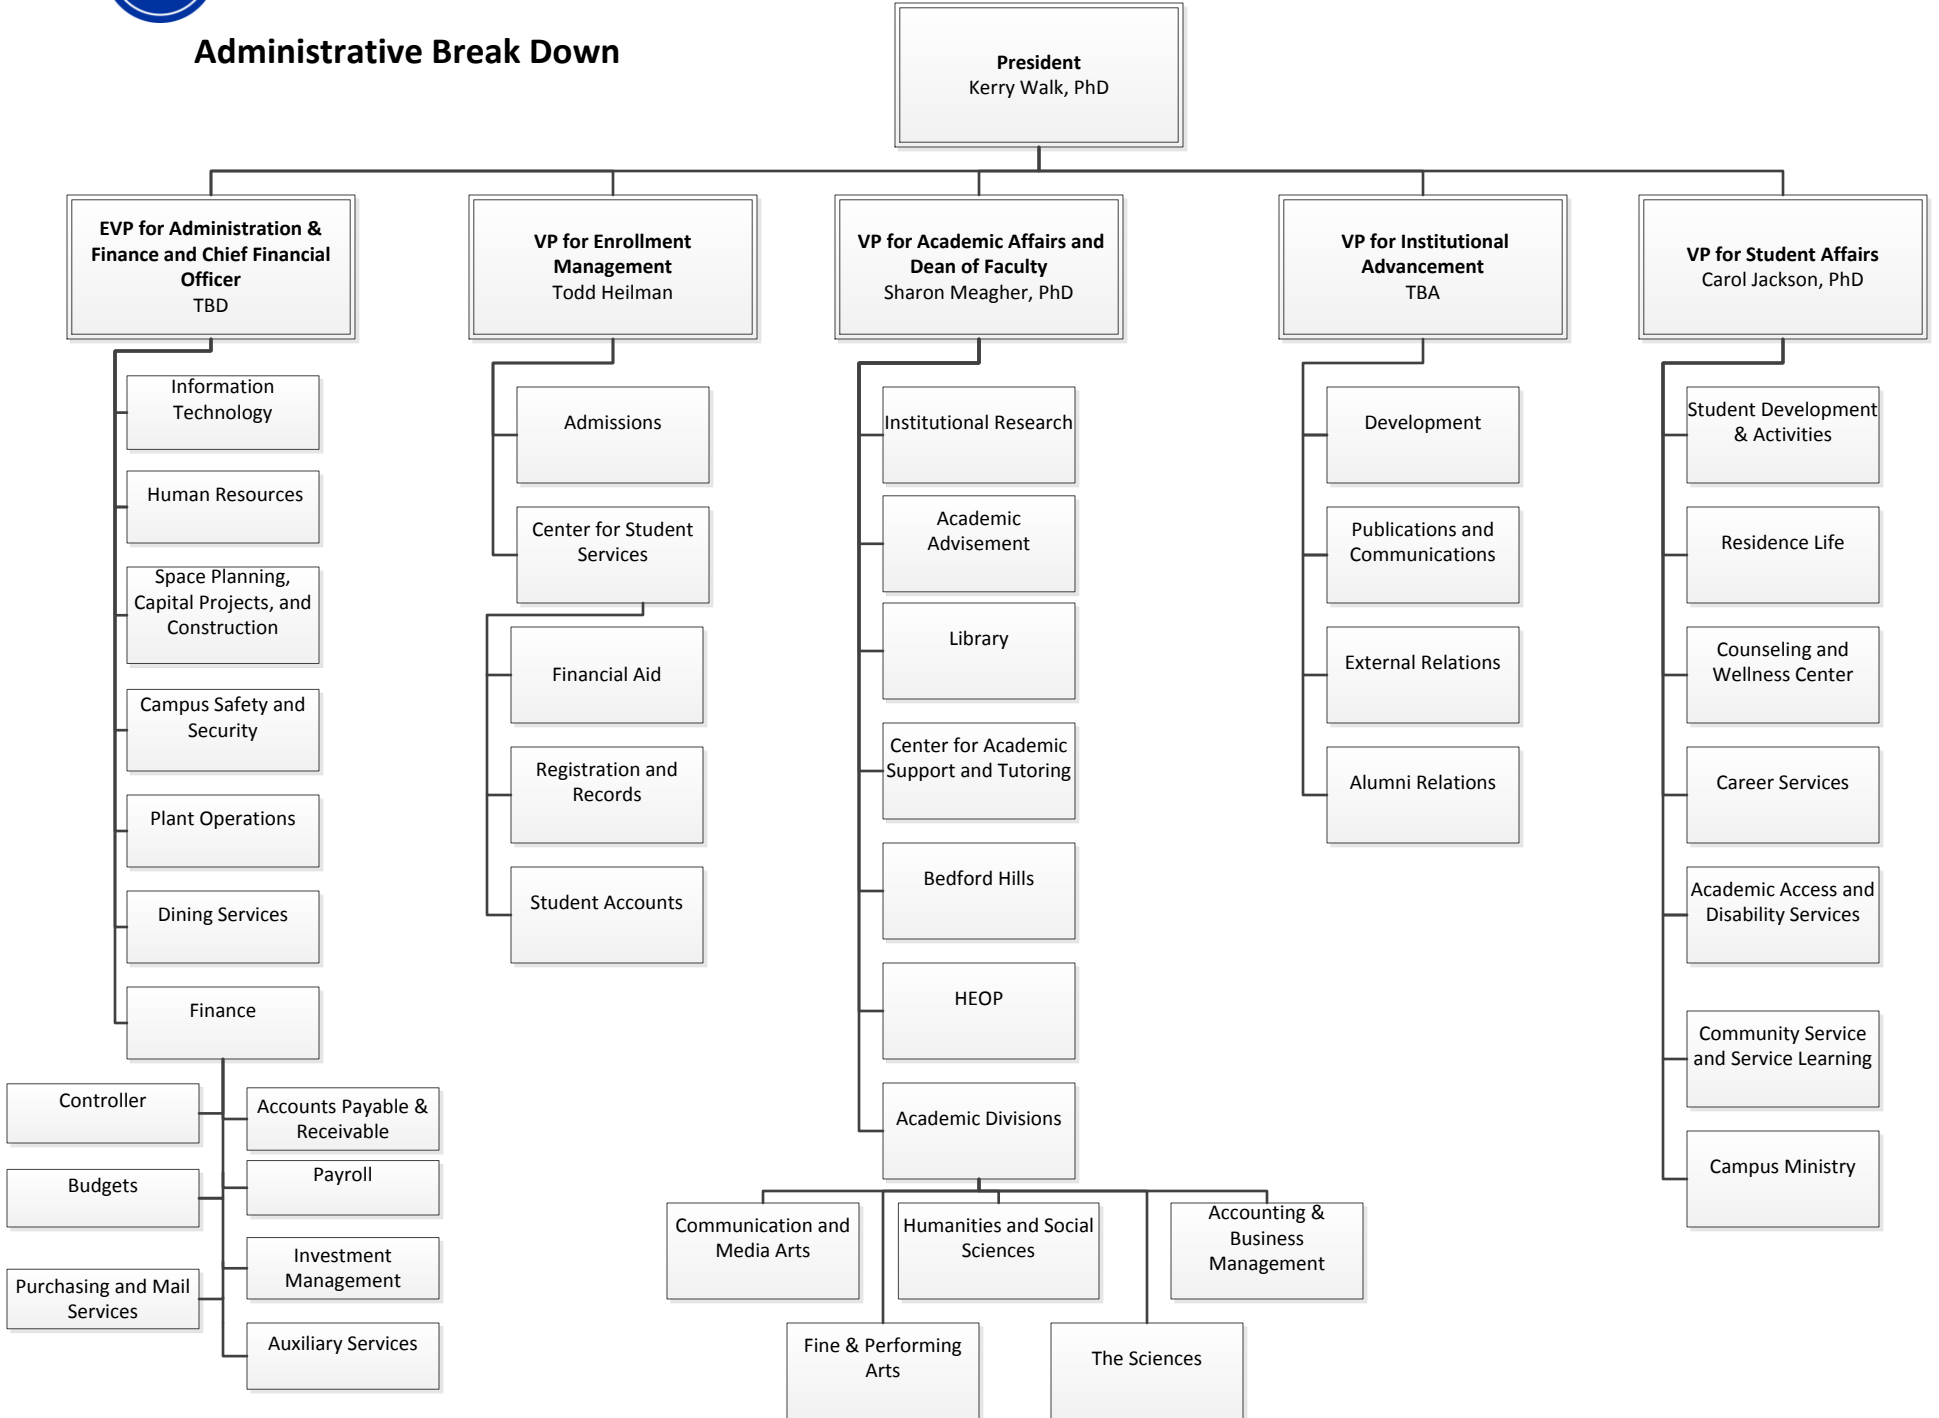 Administrative Break Down
President
Kerry Walk, PhD
EVP for Administration &
Finance and Chief Financial
Officer
TBD
VP for Enrollment
Management
Todd Heilman
VP for Academic Affairs and
Dean of Faculty
Sharon Meagher, PhD
VP for Institutional
Advancement
TBA
VP for Student Affairs
Carol Jackson, PhD
Information
Technology
Human Resources
Space Planning,
Capital Projects, and
Construction
Campus Safety and
Security
Plant Operations
Dining Services
Finance
Controller
Accounts Payable &
Receivable
Budgets
Payroll
Investment
Management
Purchasing and Mail
Services
Auxiliary Services
Admissions
Center for Student
Services
Financial Aid
Registration and
Records
Student Accounts
Institutional Research
Academic
Advisement
Library
Center for Academic
Support and Tutoring
Bedford Hills
HEOP
Academic Divisions
Communication and
Media Arts
Humanities and Social
Sciences
Accounting &
Business
Management
Fine & Performing
Arts
The Sciences
Development
Publications and
Communications
External Relations
Alumni Relations
Student Development
& Activities
Residence Life
Counseling and
Wellness Center
Career Services
Academic Access and
Disability Services
Community Service
and Service Learning
Campus Ministry